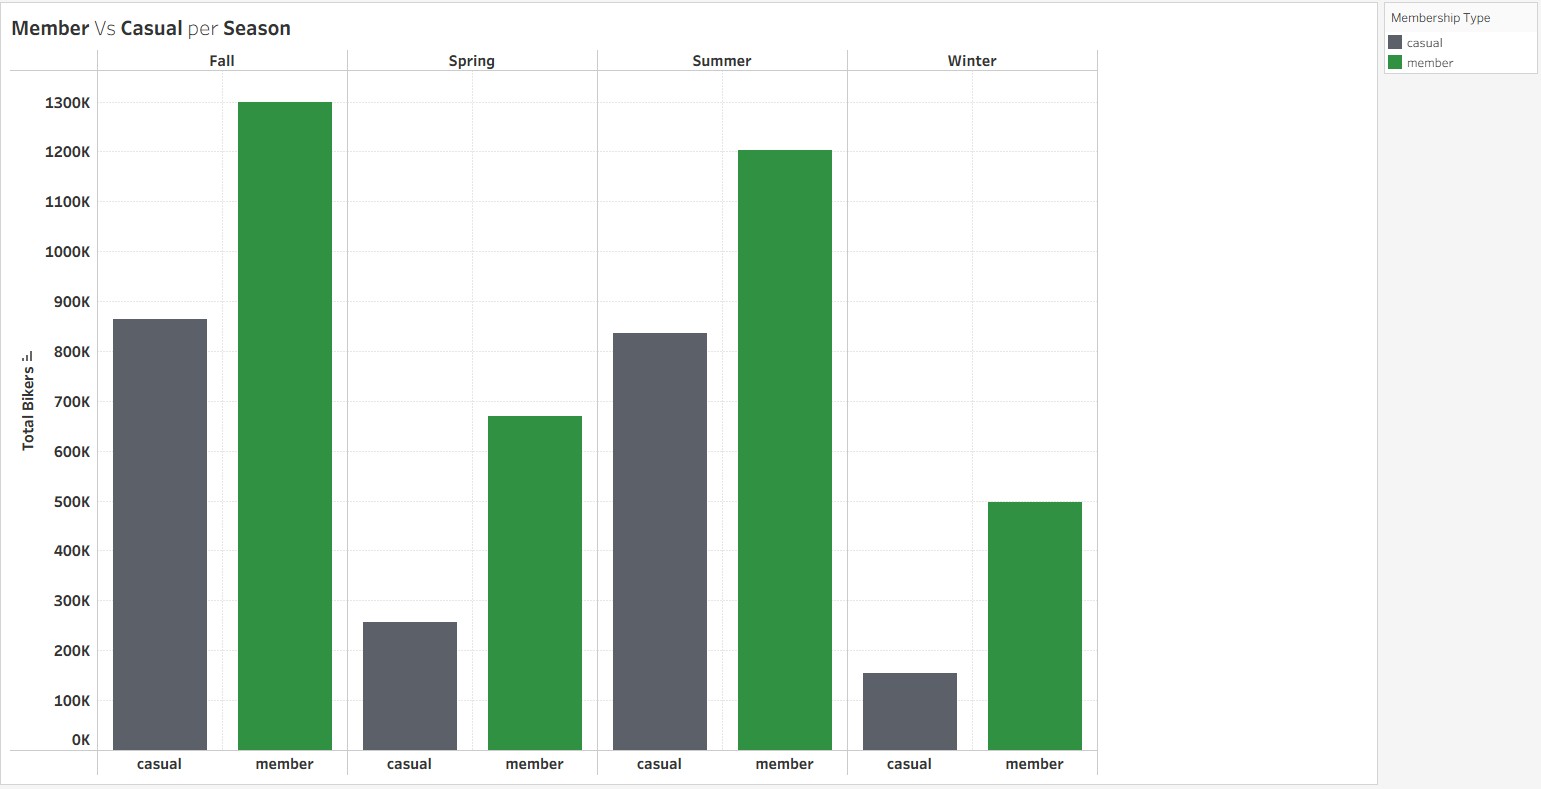 Member Vs Casual per Season
Membership Type
casual
member
Fall
Spring
Summer
Winter
1300K
1200K
1100K
1000K
900K
800K
700K
600K
500K
400K
300K
200K
100K
0K
Total Bikers
casual
member
casual
member
casual
member
casual
member